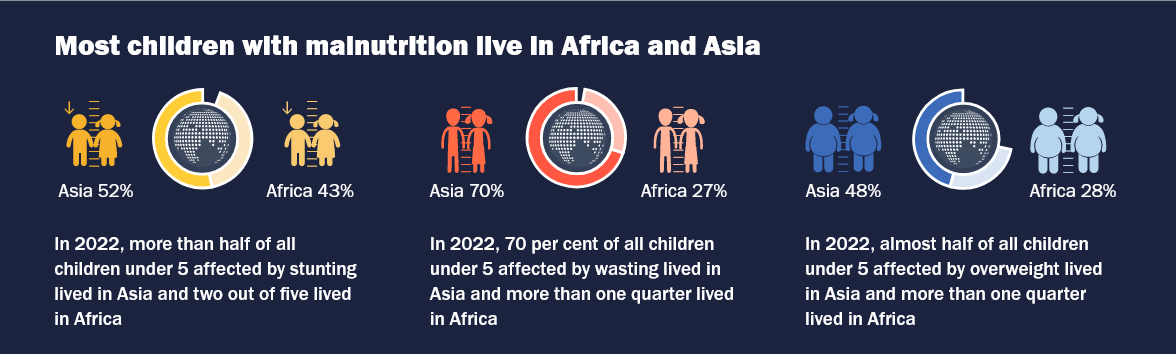 Most children with malnutrition live in Africa and Asia
Asia 52%
Africa 43%
In 2022, more than half of all
children under 5 affected by stunting
lived in Asia and two out of five lived
in Africa
Asia 70%
Africa 27%
In 2022, 70 per cent of all children
under 5 affected by wasting lived in
Asia and more than one quarter lived
in Africa
Asia 48%
Africa 28%
In 2022, almost half of all children
under 5 affected by overweight lived
in Asia and more than one quarter
lived in Africa